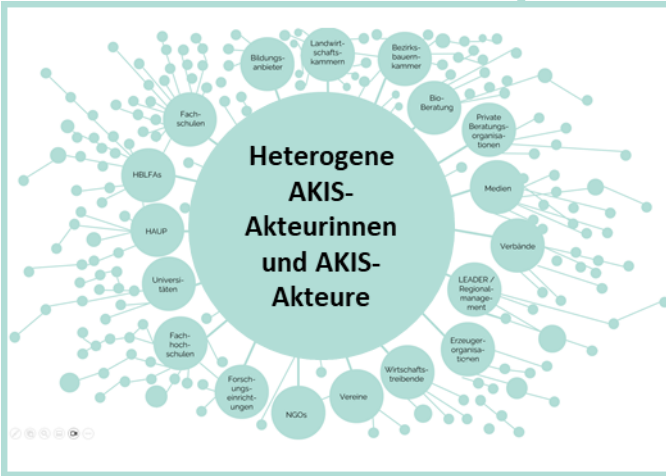 Heterogene
AKIS-
Akteurinnen
und AKIS-
Akteure
Bildungs-
anbieter
Landwirt-
schafts-
kammern
Bezirks-
bauern-
kammer
Bio-
Beratung
Private
Beratungs-
organisa-
tionen
Medien
Verbände
LEADER /
Regional-
manage-
ment
Erzeuger-
organisa-
tionen
Wirtschafts-
treibende
Vereine
NGOs
Forsch-
ungs-
einricht-
ungen
Fach-
hoch-
schulen
Universi-
täten
HAUP
HBLFAs
Fach-
schulen